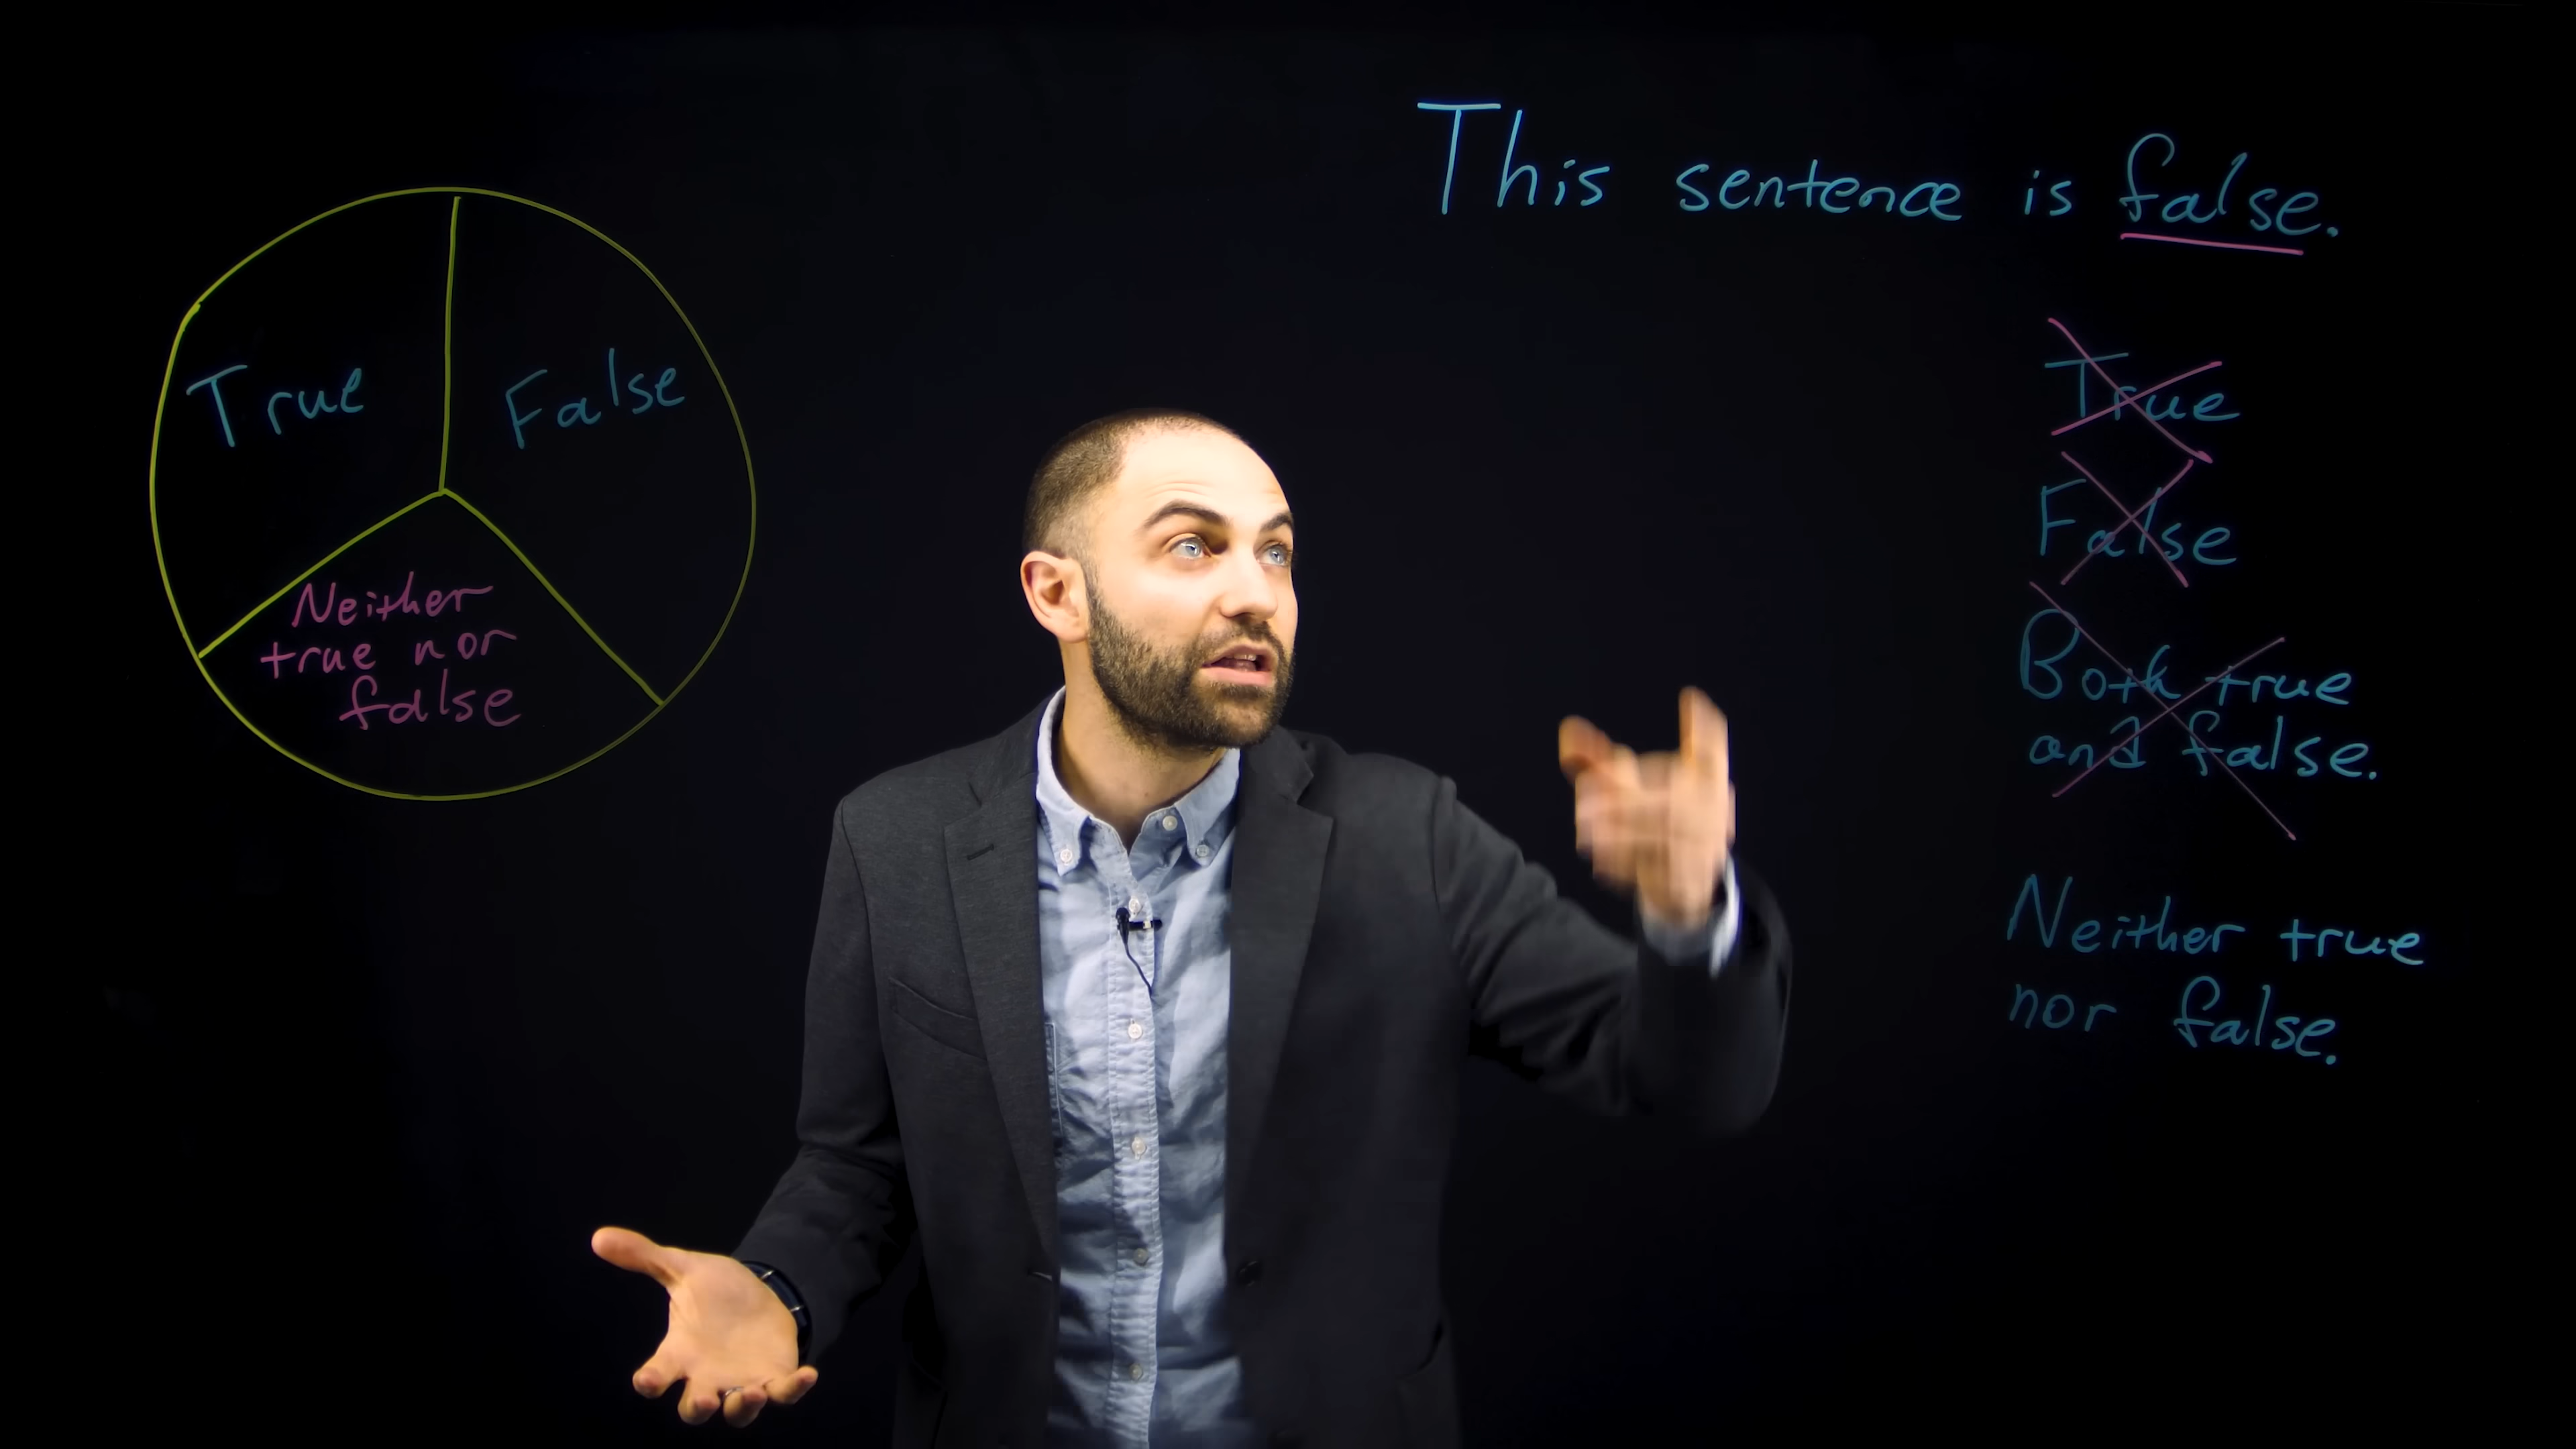 This sentence is false.
True
False
Neither
true nor
false
True
False
Both true
and false.
Neither true
nor false.